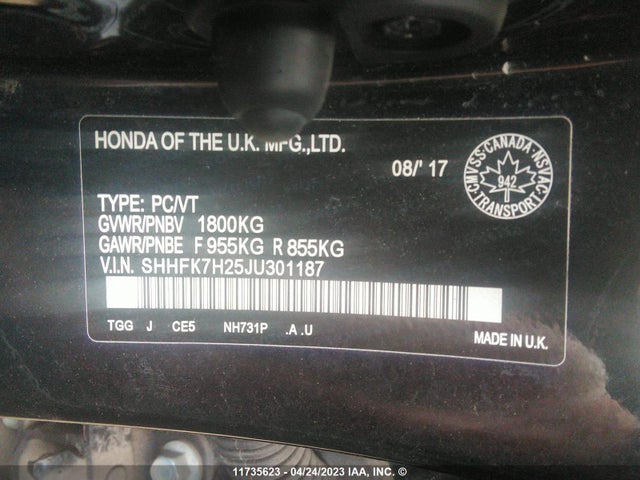 HONDA OF THE U.K. MFG.,LTD.
08/' 17
CMVSS·CANADA·NSVAC
942
TRANSPORT
TYPE: PC/VT
GVWR/PNBV 1800KG
GAWR/PNBE F 955KG R 855KG
V.I.N. SHHFK7H25JU301187
TGG J CE5 NH731P .A .U
MADE IN U.K.
11735623 - 04/24/2023 IAA, INC. ©